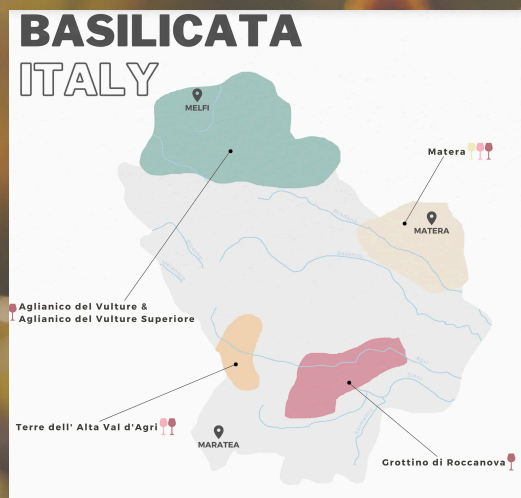 BASILICATA
ITALY
MELFI
Matera
MATERA
Aglianico del Vulture &
Aglianico del Vulture Superiore
Terre dell' Alta Val d'Agri
MARATEA
Grottino di Roccanova